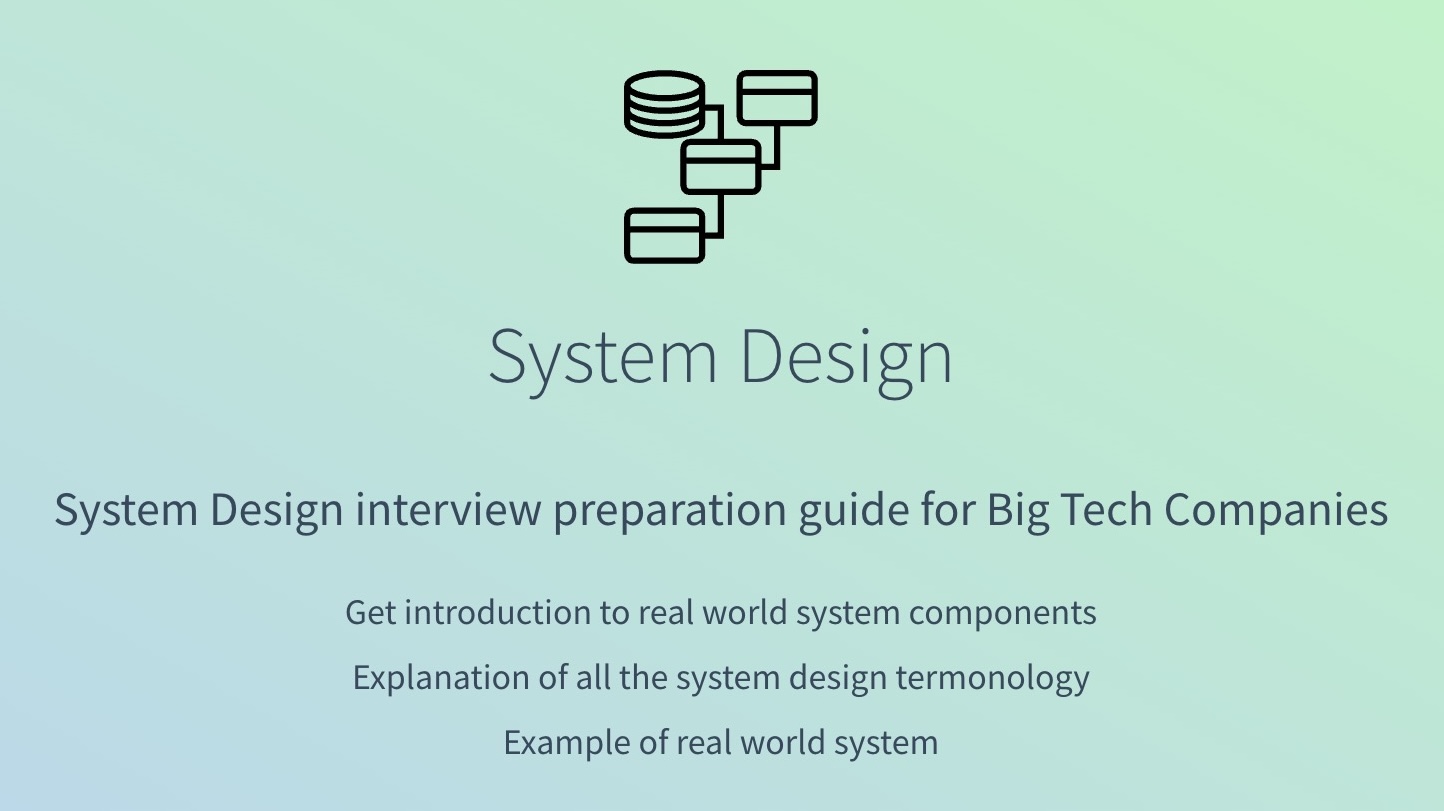 System Design
System Design interview preparation guide for Big Tech Companies
Get introduction to real world system components
Explanation of all the system design termonology
Example of real world system